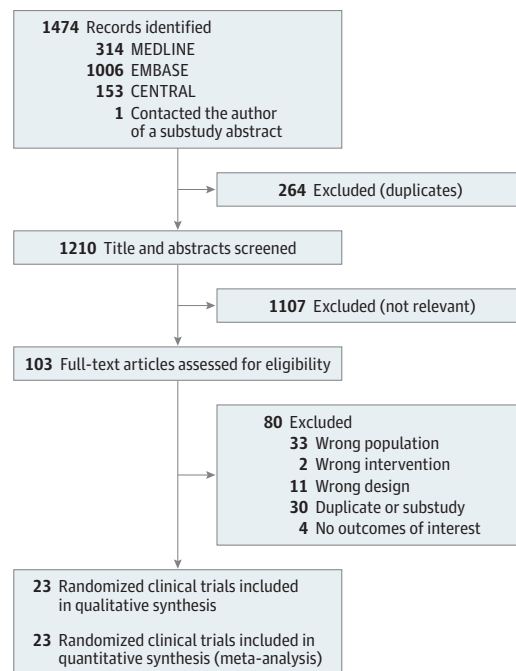 1474 Records identified
314 MEDLINE
1006 EMBASE
153 CENTRAL
1 Contacted the author
of a substudy abstract
264 Excluded (duplicates)
1210 Title and abstracts screened
1107 Excluded (not relevant)
103 Full-text articles assessed for eligibility
80 Excluded
33 Wrong population
2 Wrong intervention
11 Wrong design
30 Duplicate or substudy
4 No outcomes of interest
23 Randomized clinical trials included
in qualitative synthesis
23 Randomized clinical trials included in
quantitative synthesis (meta-analysis)